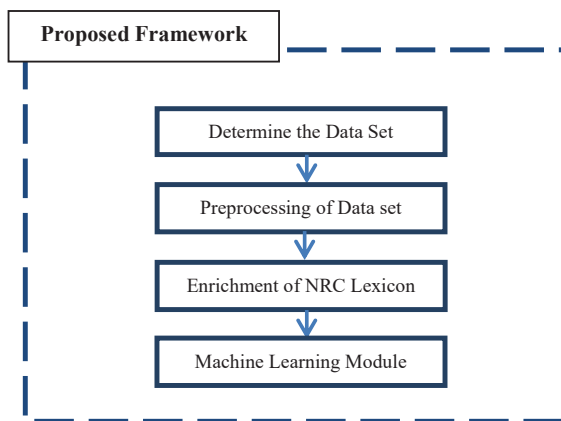 Proposed Framework
Determine the Data Set
Preprocessing of Data set
Enrichment of NRC Lexicon
Machine Learning Module